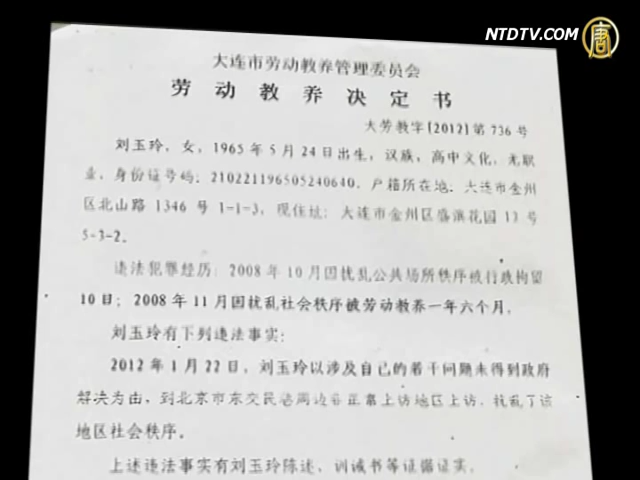 NTDTV.COM
唐
大连市劳动教养管理委员会
劳动教养决定书
大劳教字[2012]第736号
刘玉玲，女，1965年5月24日出生，汉族，高中文化，无职
业，身份证号码：210221196505240640，户籍所在地：大连市金州
区北山路1346号1-1-3，现住址：大连市金州区盛滨花园13号
5-3-2。
违法犯罪经历：2008年10月因扰乱公共场所秩序被行政拘留
10日；2008年11月因扰乱社会秩序被劳动教养一年六个月。
刘玉玲有下列违法事实：
2012年1月22日，刘玉玲以涉及自己的若干问题未得到政府
解决为由，到北京市东交民巷周边非正常上访地区上访，扰乱了该
地区社会秩序。
上述违法事实有刘玉玲陈述、训诫书等证据证实。